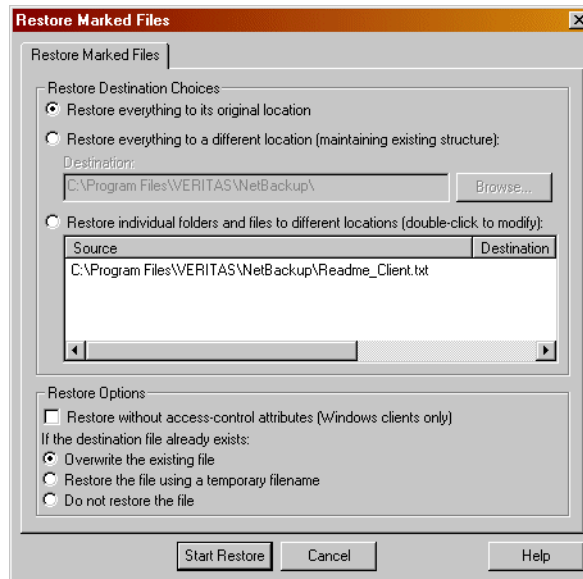 Restore Marked Files
Restore Marked Files
Restore Destination Choices
Restore everything to its original location
Restore everything to a different location (maintaining existing structure):
Destination:
C:\Program Files\VERITAS\NetBackup\
Browse...
Restore individual folders and files to different locations (double-click to modify):
Source Destination
C:\Program Files\VERITAS\NetBackup\Readme_Client.txt
Restore Options
Restore without access-control attributes (Windows clients only)
If the destination file already exists:
Overwrite the existing file
Restore the file using a temporary filename
Do not restore the file
Start Restore Cancel Help